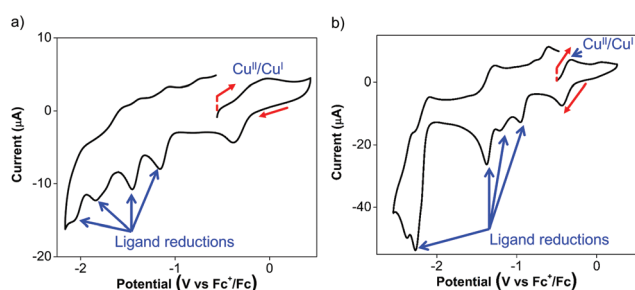 a)
10
0
-10
-20
Current (μA)
Cuᴵᴵ/Cuᴵ
Ligand reductions
-2
-1
0
Potential (V vs Fc⁺/Fc)
b)
0
-20
-40
Current (μA)
Cuᴵᴵ/Cuᴵ
Ligand reductions
-2
-1
0
Potential (V vs Fc⁺/Fc)